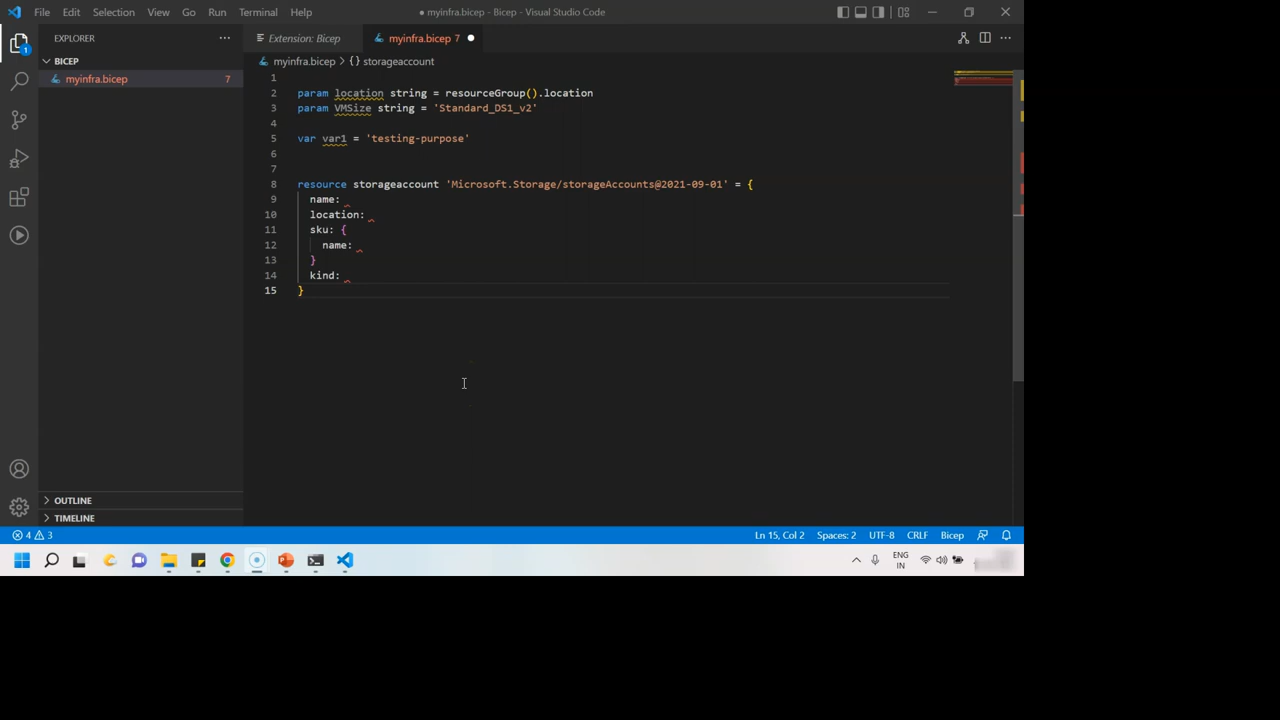 File Edit Selection View Go Run Terminal Help
● myinfra.bicep - Bicep - Visual Studio Code
EXPLORER
BICEP
myinfra.bicep 7
OUTLINE
TIMELINE
1
Extension: Bicep
myinfra.bicep 7 ●
myinfra.bicep > {} storageaccount
1
2 param location string = resourceGroup().location
3 param VMSize string = 'Standard_DS1_v2'
4
5 var var1 = 'testing-purpose'
6
7
8 resource storageaccount 'Microsoft.Storage/storageAccounts@2021-09-01' = {
9 name:
10 location:
11 sku: {
12 name:
13 }
14 kind:
15 }
4 3
Ln 15, Col 2 Spaces: 2 UTF-8 CRLF Bicep
ENG
IN